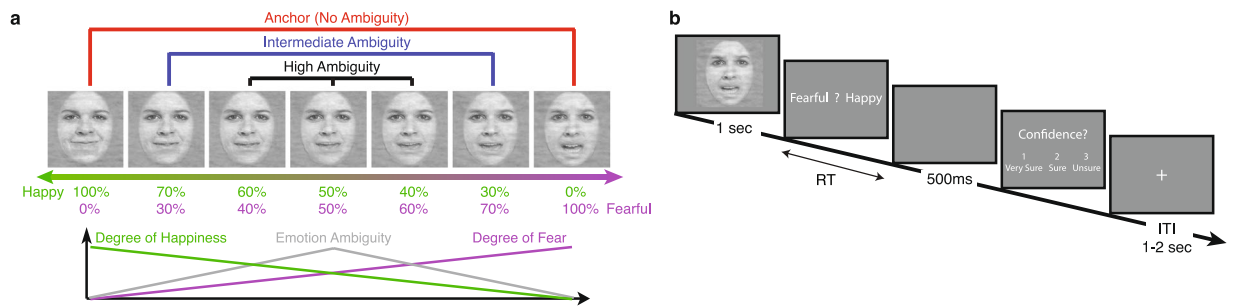 a
Anchor (No Ambiguity)
Intermediate Ambiguity
High Ambiguity
Happy 100% 70% 60% 50% 40% 30% 0%
0% 30% 40% 50% 60% 70% 100% Fearful
Degree of Happiness Emotion Ambiguity Degree of Fear
b
Fearful ? Happy
1 sec
RT
500ms
Confidence?
1 2 3
Very Sure Sure Unsure
+
ITI
1-2 sec